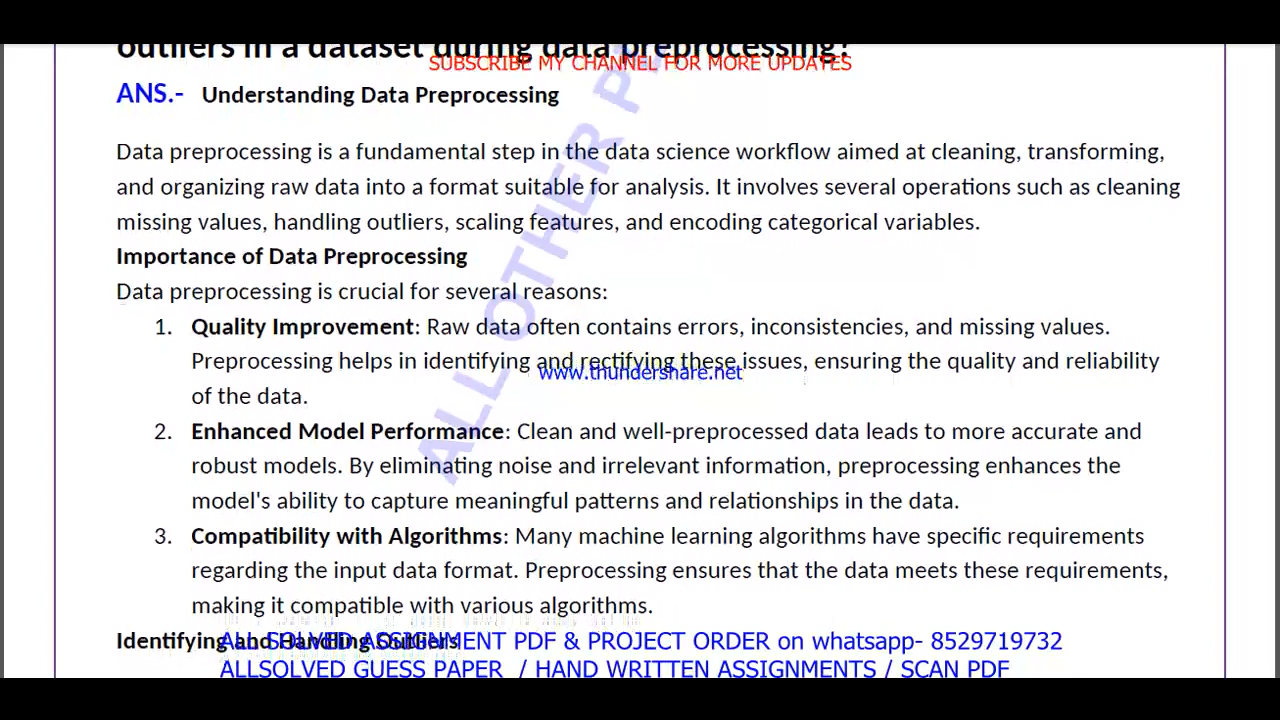 outliers in a dataset during data preprocessing?
SUBSCRIBE MY CHANNEL FOR MORE UPDATES
ANS.- Understanding Data Preprocessing
Data preprocessing is a fundamental step in the data science workflow aimed at cleaning, transforming,
and organizing raw data into a format suitable for analysis. It involves several operations such as cleaning
missing values, handling outliers, scaling features, and encoding categorical variables.
Importance of Data Preprocessing
Data preprocessing is crucial for several reasons:
1. Quality Improvement: Raw data often contains errors, inconsistencies, and missing values.
Preprocessing helps in identifying and rectifying these issues, ensuring the quality and reliability
www.thundershare.net
of the data.
2. Enhanced Model Performance: Clean and well-preprocessed data leads to more accurate and
robust models. By eliminating noise and irrelevant information, preprocessing enhances the
model's ability to capture meaningful patterns and relationships in the data.
3. Compatibility with Algorithms: Many machine learning algorithms have specific requirements
regarding the input data format. Preprocessing ensures that the data meets these requirements,
making it compatible with various algorithms.
Identifying and Handling Outliers
ALL SOLVED ASSIGNMENT PDF & PROJECT ORDER on whatsapp- 8529719732
ALLSOLVED GUESS PAPER / HAND WRITTEN ASSIGNMENTS / SCAN PDF
ALL OTHER P